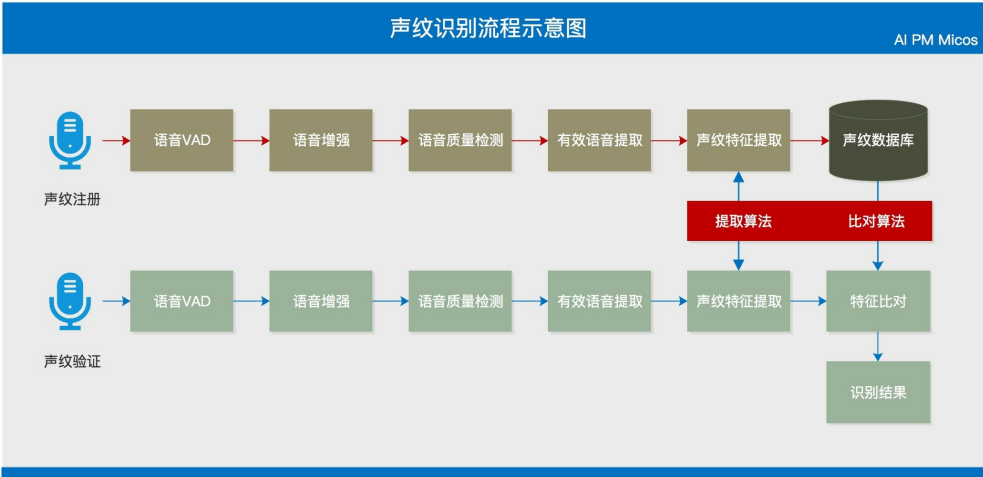 声纹识别流程示意图
AI PM Micos
语音VAD
语音增强
语音质量检测
有效语音提取
声纹特征提取
声纹数据库
声纹注册
提取算法
比对算法
语音VAD
语音增强
语音质量检测
有效语音提取
声纹特征提取
特征比对
声纹验证
识别结果